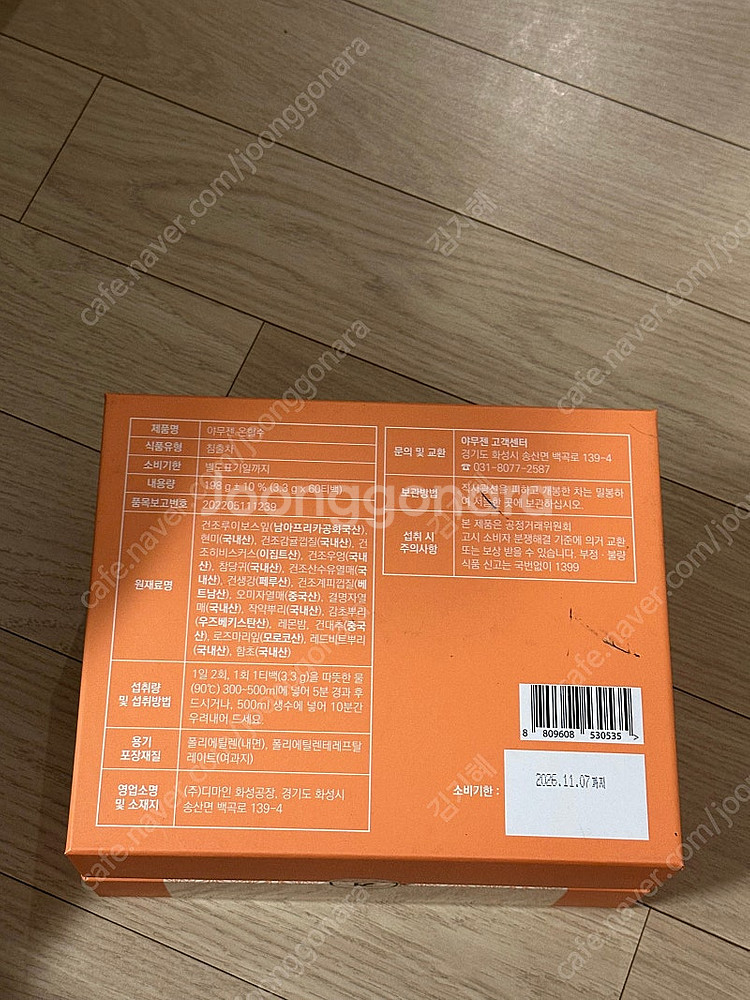 제품명 야무젠 온혈수
식품유형 침출차
소비기한 별도표기일까지
내용량 198 g ± 10 % (3.3 g × 60티백)
품목보고번호 202206111239
원재료명
건조루이보스잎(남아프리카공화국산),
현미(국내산), 건조감귤껍질(국내산), 건
조히비스커스(이집트산), 건조우엉(국내
산), 참당귀(국내산), 건조산수유열매(국
내산), 건생강(페루산), 건조계피껍질(베
트남산), 오미자열매(중국산), 결명자열
매(국내산), 작약뿌리(국내산), 감초뿌리
(우즈베키스탄산), 레몬밤, 건대추(중국
산), 로즈마리잎(모로코산), 레드비트뿌리
(국내산), 함초(국내산)
섭취량
및 섭취방법
1일 2회, 1회 1티백(3.3 g)을 따뜻한 물
(90℃) 300~500ml에 넣어 5분 경과 후
드시거나, 500ml 생수에 넣어 10분간
우려내어 드세요.
용기
포장재질
폴리에틸렌(내면), 폴리에틸렌테레프탈
레이트(여과지)
영업소명
및 소재지
(주)디마인 화성공장, 경기도 화성시
송산면 백곡로 139-4
문의 및 교환
야무젠 고객센터
경기도 화성시 송산면 백곡로 139-4
☎ 031-8077-2587
보관방법
직사광선을 피하고 개봉한 차는 밀봉하
여 서늘한 곳에 보관하십시오.
섭취 시
주의사항
본 제품은 공정거래위원회
고시 소비자 분쟁해결 기준에 의거 교환
또는 보상 받을 수 있습니다. 부정·불량
식품 신고는 국번없이 1399
8 809608 530535 >
소비기한 : 2026.11.07 까지
joonggonara
cafe.naver.com/joonggonara
김지혜